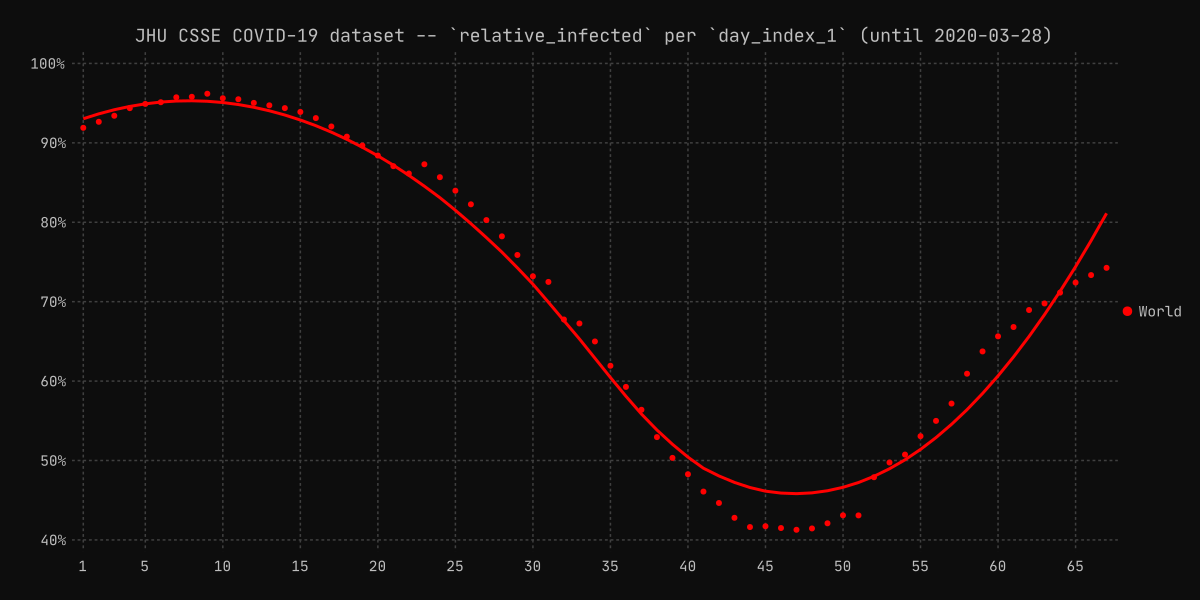 JHU CSSE COVID-19 dataset -- `relative_infected` per `day_index_1` (until 2020-03-28)
100%
90%
80%
70%
60%
50%
40%
1 5 10 15 20 25 30 35 40 45 50 55 60 65
World